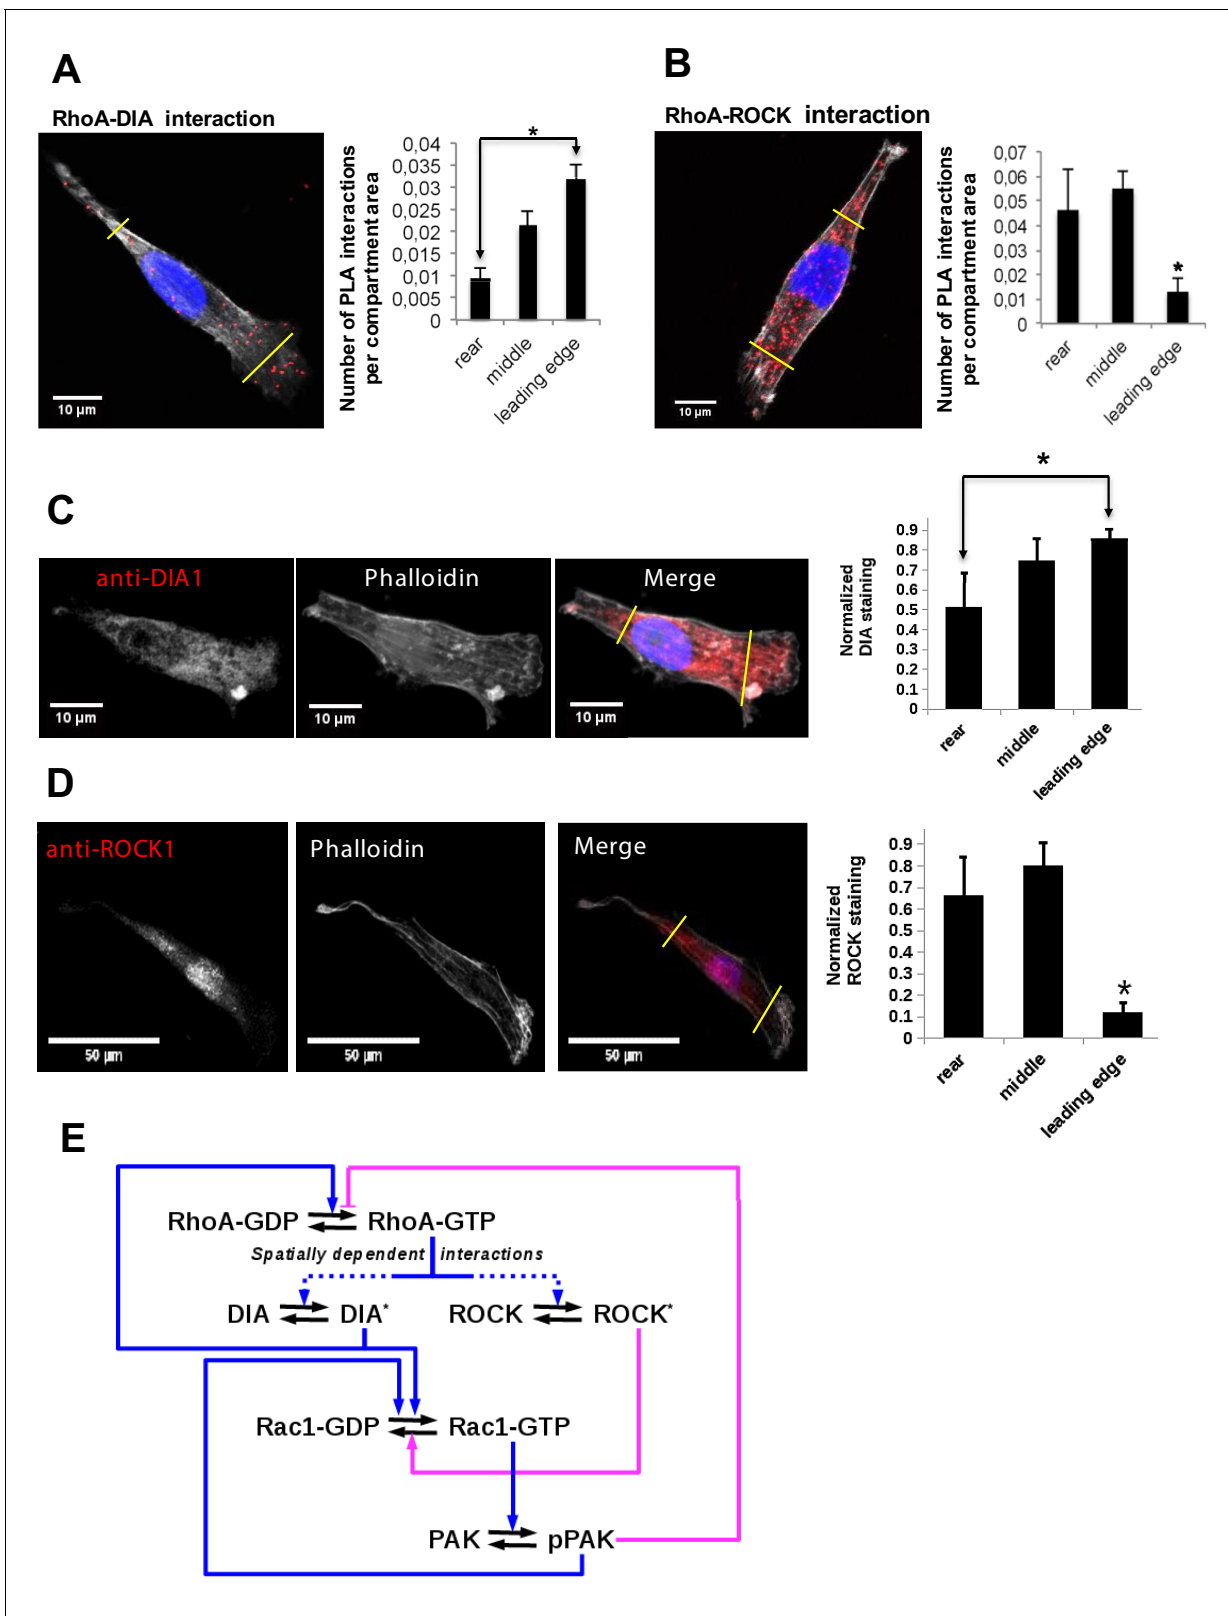 A
RhoA-DIA interaction
10 µm
Number of PLA interactions
per compartment area
0,04
0,035
0,03
0,025
0,02
0,015
0,01
0,005
0
*
rear
middle
leading edge
B
RhoA-ROCK interaction
10 µm
Number of PLA interactions
per compartment area
0,07
0,06
0,05
0,04
0,03
0,02
0,01
0
*
rear
middle
leading edge
C
anti-DIA1
10 µm
Phalloidin
10 µm
Merge
10 µm
Normalized
DIA staining
0.9
0.8
0.7
0.6
0.5
0.4
0.3
0.2
0.1
0
*
rear
middle
leading edge
D
anti-ROCK1
50 µm
Phalloidin
50 µm
Merge
50 µm
Normalized
ROCK staining
0.9
0.8
0.7
0.6
0.5
0.4
0.3
0.2
0.1
0
*
rear
middle
leading edge
E
RhoA-GDP RhoA-GTP
Spatially dependent interactions
DIA DIA* ROCK ROCK*
Rac1-GDP Rac1-GTP
PAK pPAK